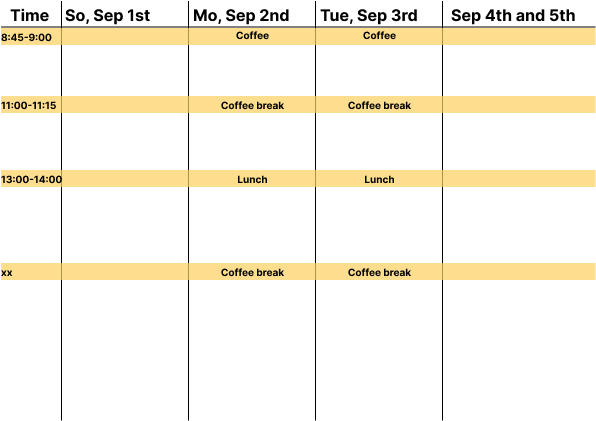 Time So, Sep 1st Mo, Sep 2nd Tue, Sep 3rd Sep 4th and 5th
8:45-9:00 Coffee Coffee
11:00-11:15 Coffee break Coffee break
13:00-14:00 Lunch Lunch
xx Coffee break Coffee break